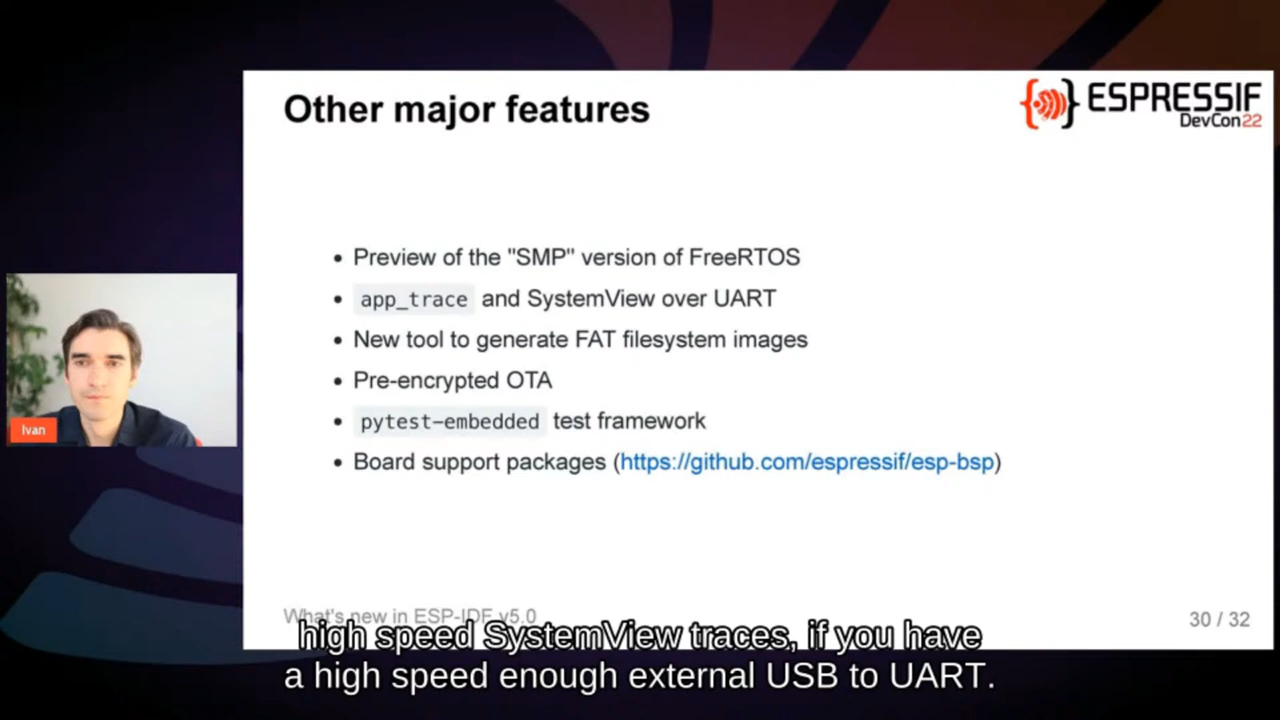 Other major features
ESPRESSIF
DevCon22
• Preview of the "SMP" version of FreeRTOS
• app_trace and SystemView over UART
• New tool to generate FAT filesystem images
• Pre-encrypted OTA
• pytest-embedded test framework
• Board support packages (https://github.com/espressif/esp-bsp)
Ivan
What's new in ESP-IDF v5.0
30 / 32
high speed SystemView traces, if you have
a high speed enough external USB to UART.